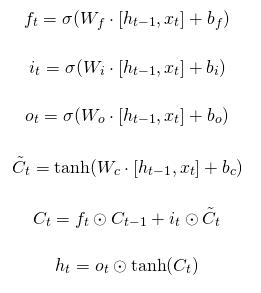 f_t = σ(W_f · [h_{t−1}, x_t] + b_f)
i_t = σ(W_i · [h_{t−1}, x_t] + b_i)
o_t = σ(W_o · [h_{t−1}, x_t] + b_o)
C̃_t = tanh(W_c · [h_{t−1}, x_t] + b_c)
C_t = f_t ⊙ C_{t−1} + i_t ⊙ C̃_t
h_t = o_t ⊙ tanh(C_t)